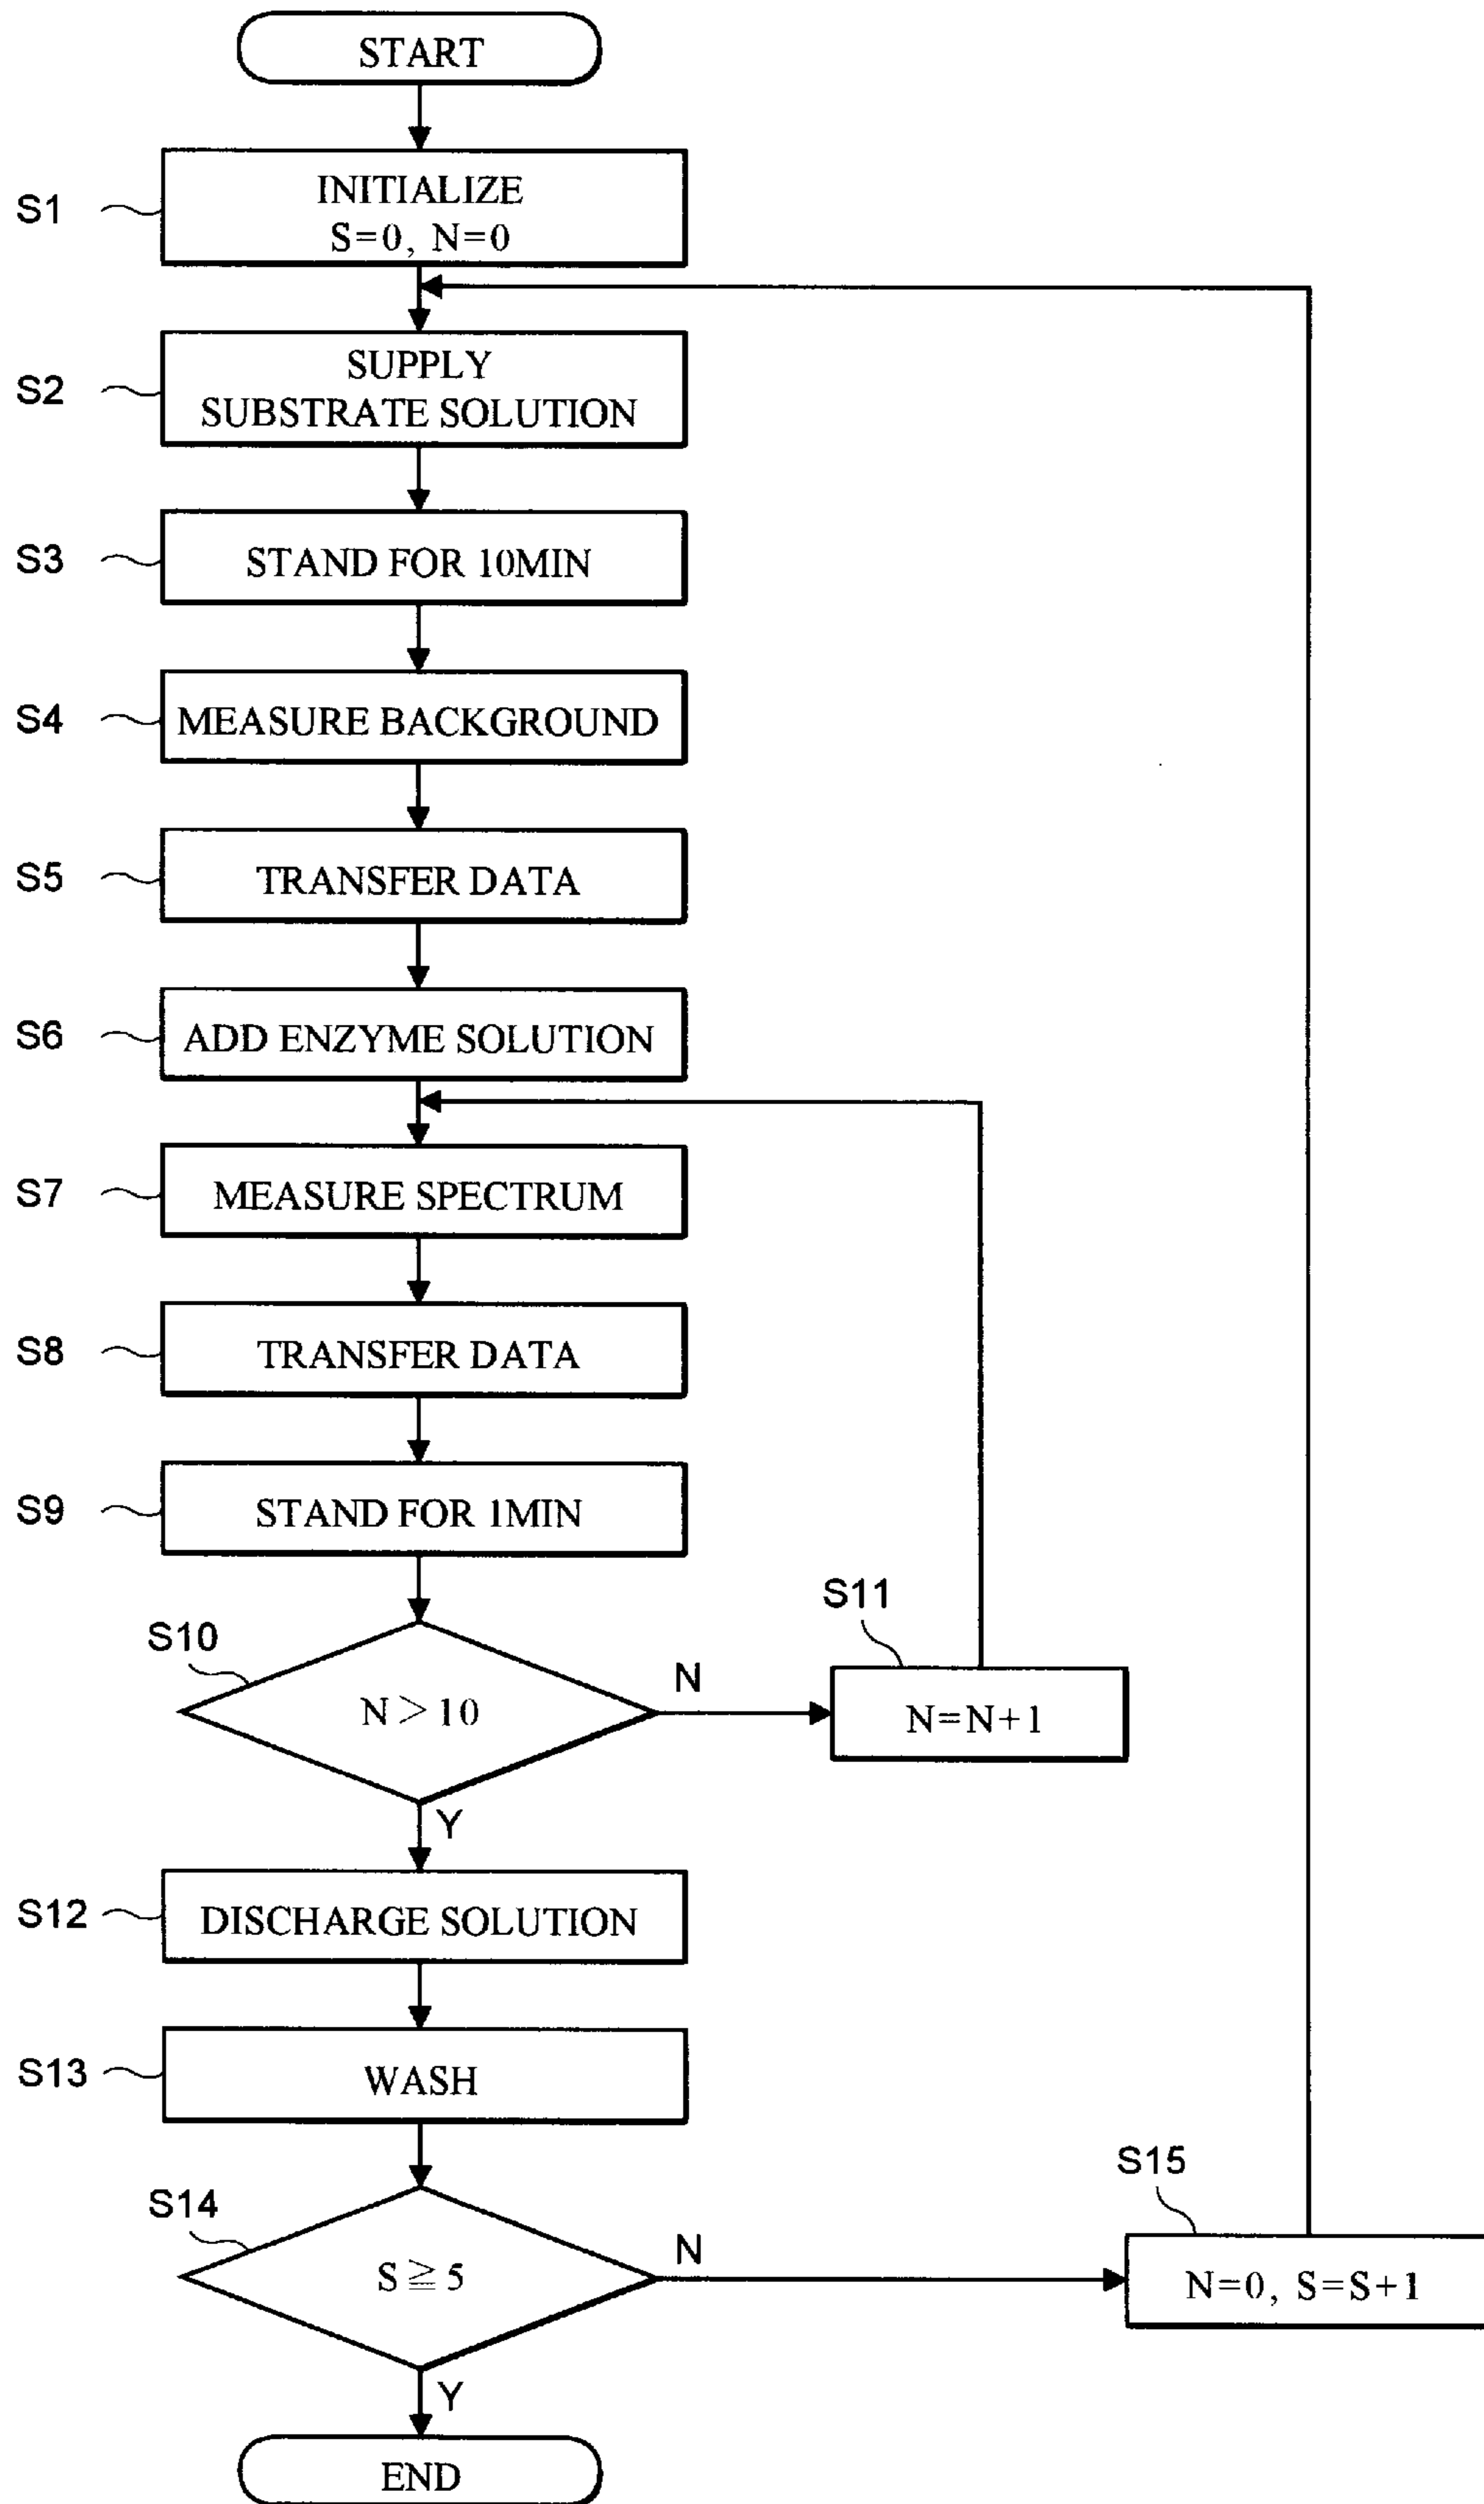 START
S1
INITIALIZE
S=0, N=0
S2
SUPPLY
SUBSTRATE SOLUTION
S3
STAND FOR 10MIN
S4
MEASURE BACKGROUND
S5
TRANSFER DATA
S6
ADD ENZYME SOLUTION
S7
MEASURE SPECTRUM
S8
TRANSFER DATA
S9
STAND FOR 1MIN
S10
N > 10
N
S11
N=N+1
Y
S12
DISCHARGE SOLUTION
S13
WASH
S14
S ≧ 5
N
S15
N=0, S=S+1
Y
END